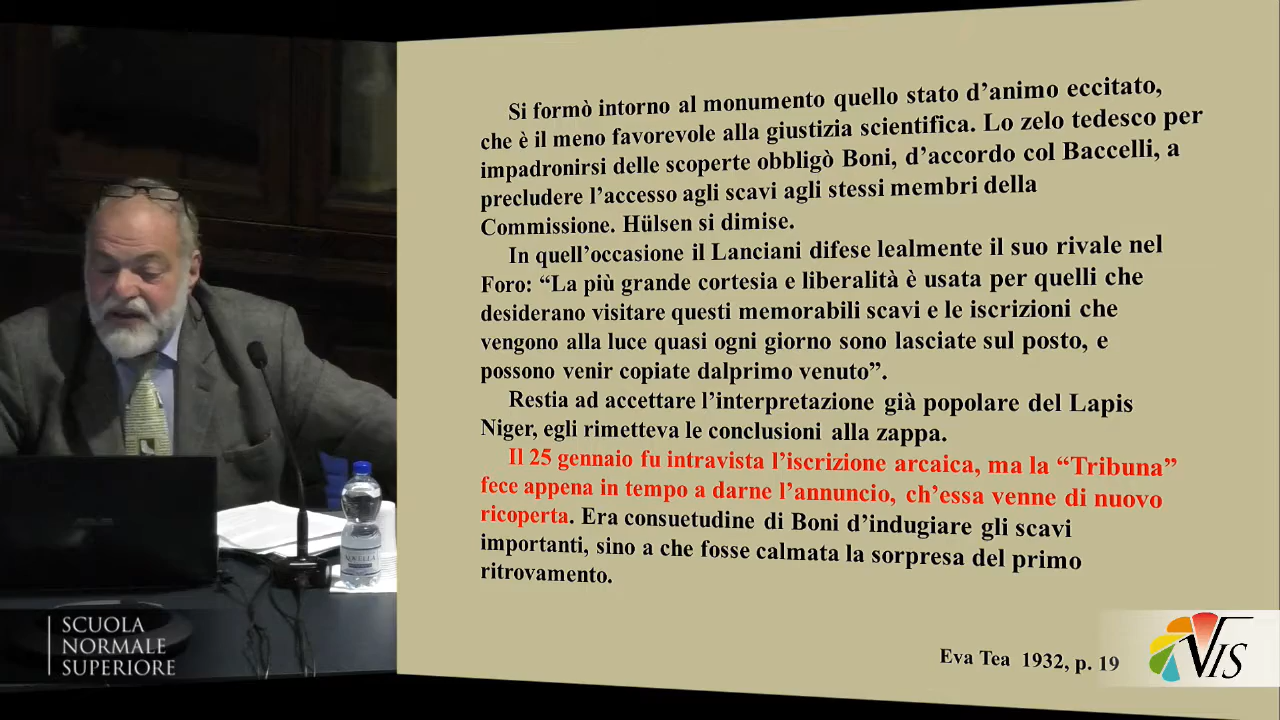 Si formò intorno al monumento quello stato d’animo eccitato,
che è il meno favorevole alla giustizia scientifica. Lo zelo tedesco per
impadronirsi delle scoperte obbligò Boni, d’accordo col Baccelli, a
precludere l’accesso agli scavi agli stessi membri della
Commissione. Hülsen si dimise.
In quell’occasione il Lanciani difese lealmente il suo rivale nel
Foro: “La più grande cortesia e liberalità è usata per quelli che
desiderano visitare questi memorabili scavi e le iscrizioni che
vengono alla luce quasi ogni giorno sono lasciate sul posto, e
possono venir copiate dalprimo venuto”.
Restia ad accettare l’interpretazione già popolare del Lapis
Niger, egli rimetteva le conclusioni alla zappa.
Il 25 gennaio fu intravista l’iscrizione arcaica, ma la “Tribuna”
fece appena in tempo a darne l’annuncio, ch’essa venne di nuovo
ricoperta. Era consuetudine di Boni d’indugiare gli scavi
importanti, sino a che fosse calmata la sorpresa del primo
ritrovamento.
Eva Tea 1932, p. 19
SCUOLA
NORMALE
SUPERIORE
VIS